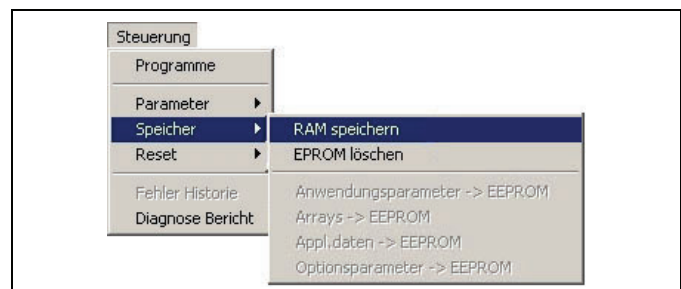 Steuerung
Programme
Parameter
Speicher
Reset
Fehler Historie
Diagnose Bericht
RAM speichern
EPROM löschen
Anwendungsparameter -> EEPROM
Arrays -> EEPROM
Appl.daten -> EEPROM
Optionsparameter -> EEPROM